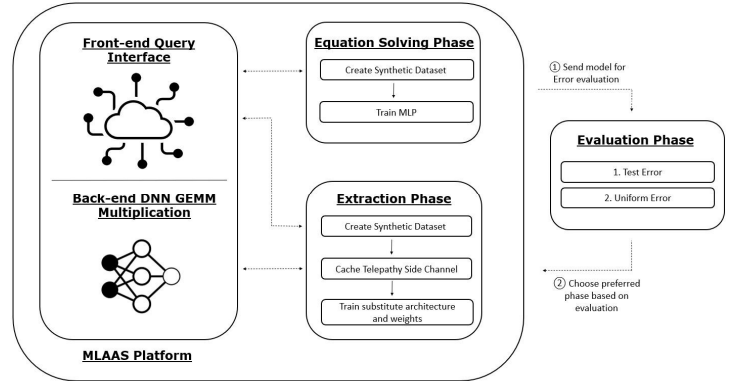 Front-end Query
Interface
Back-end DNN GEMM
Multiplication
MLAAS Platform
Equation Solving Phase
Create Synthetic Dataset
Train MLP
Extraction Phase
Create Synthetic Dataset
Cache Telepathy Side Channel
Train substitute architecture
and weights
① Send model for
Error evaluation
Evaluation Phase
1. Test Error
2. Uniform Error
② Choose preferred
phase based on
evaluation